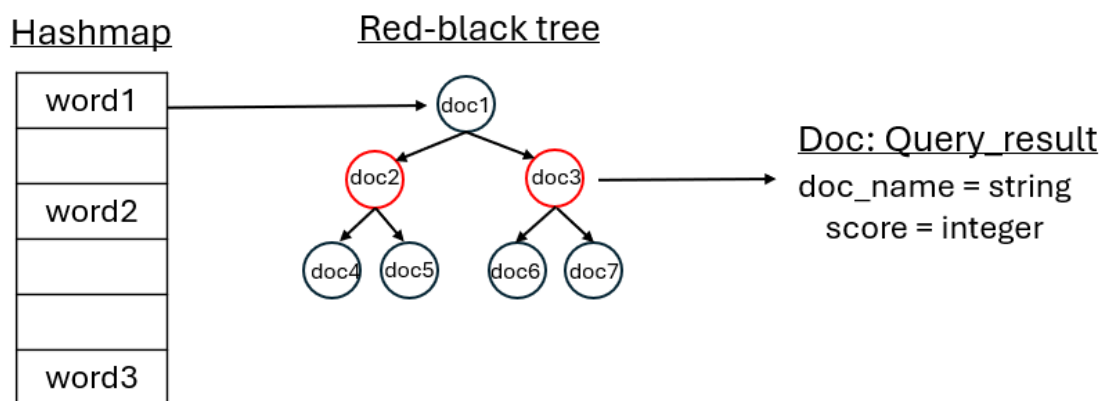 Hashmap
Red-black tree
word1
word2
word3
doc1
doc2
doc3
doc4
doc5
doc6
doc7
Doc: Query_result
doc_name = string
score = integer